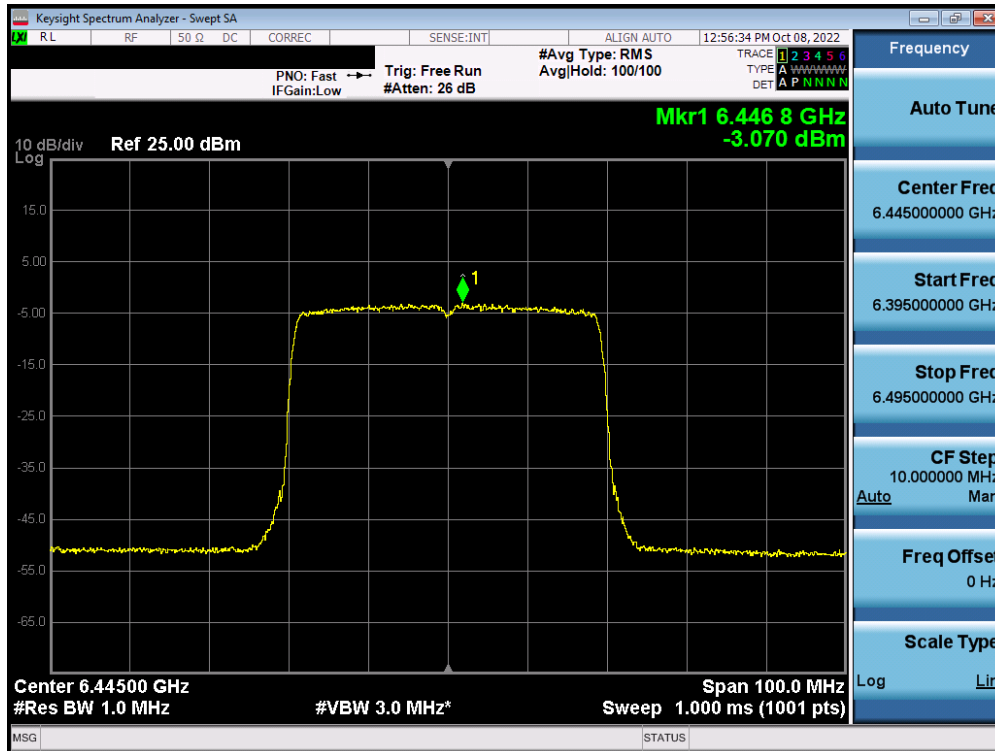 Keysight Spectrum Analyzer - Swept SA
LXI RL RF 50 Ω DC CORREC SENSE:INT ALIGN AUTO 12:56:34 PM Oct 08, 2022
PNO: Fast Trig: Free Run #Avg Type: RMS TRACE 1 2 3 4 5 6
IFGain:Low #Atten: 26 dB Avg|Hold: 100/100 TYPE A WWWWW
DET A P N N N N
Frequency
Mkr1 6.446 8 GHz
-3.070 dBm
10 dB/div Ref 25.00 dBm
Log
15.0
5.00
-5.00
-15.0
-25.0
-35.0
-45.0
-55.0
-65.0
1
Center 6.44500 GHz Span 100.0 MHz
#Res BW 1.0 MHz #VBW 3.0 MHz* Sweep 1.000 ms (1001 pts)
MSG STATUS
Auto Tune
Center Freq
6.445000000 GHz
Start Freq
6.395000000 GHz
Stop Freq
6.495000000 GHz
CF Step
10.000000 MHz
Auto Man
Freq Offset
0 Hz
Scale Type
Log Lin